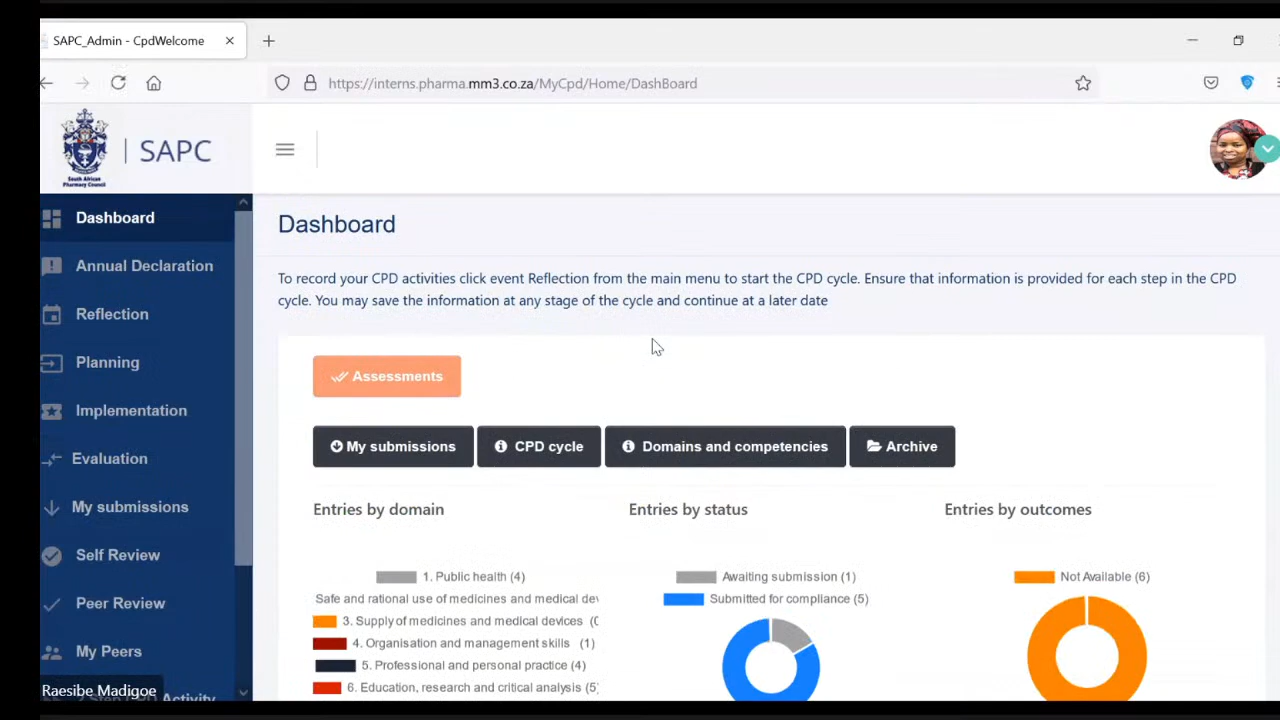 SAPC_Admin - CpdWelcome
https://interns.pharma.mm3.co.za/MyCpd/Home/DashBoard
South African
Pharmacy Council
| SAPC
Dashboard
Annual Declaration
Reflection
Planning
Implementation
Evaluation
My submissions
Self Review
Peer Review
My Peers
CPD Activity
Raesibe Madigoe
Dashboard
To record your CPD activities click event Reflection from the main menu to start the CPD cycle. Ensure that information is provided for each step in the CPD
cycle. You may save the information at any stage of the cycle and continue at a later date
Assessments
My submissions
CPD cycle
Domains and competencies
Archive
Entries by domain
1. Public health (4)
Safe and rational use of medicines and medical
3. Supply of medicines and medical devices
4. Organisation and management skills (1)
5. Professional and personal practice (4)
6. Education, research and critical analysis (5)
Entries by status
Awaiting submission (1)
Submitted for compliance (5)
Entries by outcomes
Not Available (6)